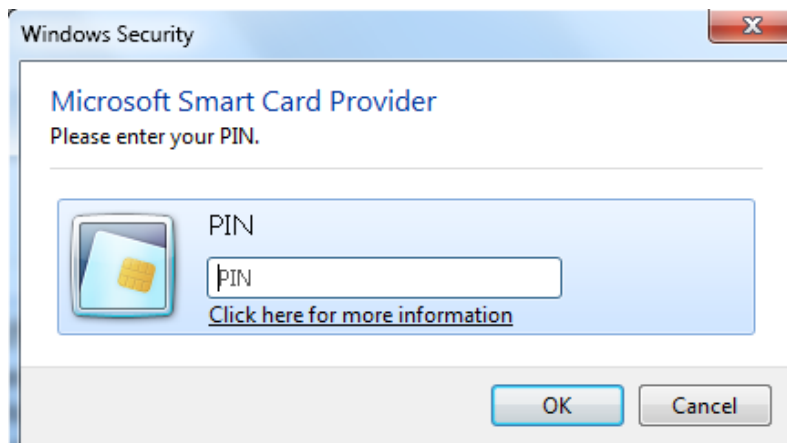 Windows Security
Microsoft Smart Card Provider
Please enter your PIN.
PIN
PIN
Click here for more information
OK Cancel